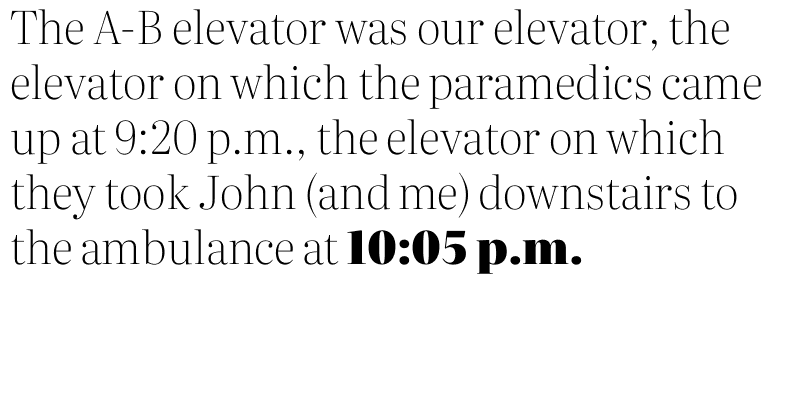 The A-B elevator was our elevator, the
elevator on which the paramedics came
up at 9:20 p.m., the elevator on which
they took John (and me) downstairs to
the ambulance at 10:05 p.m.